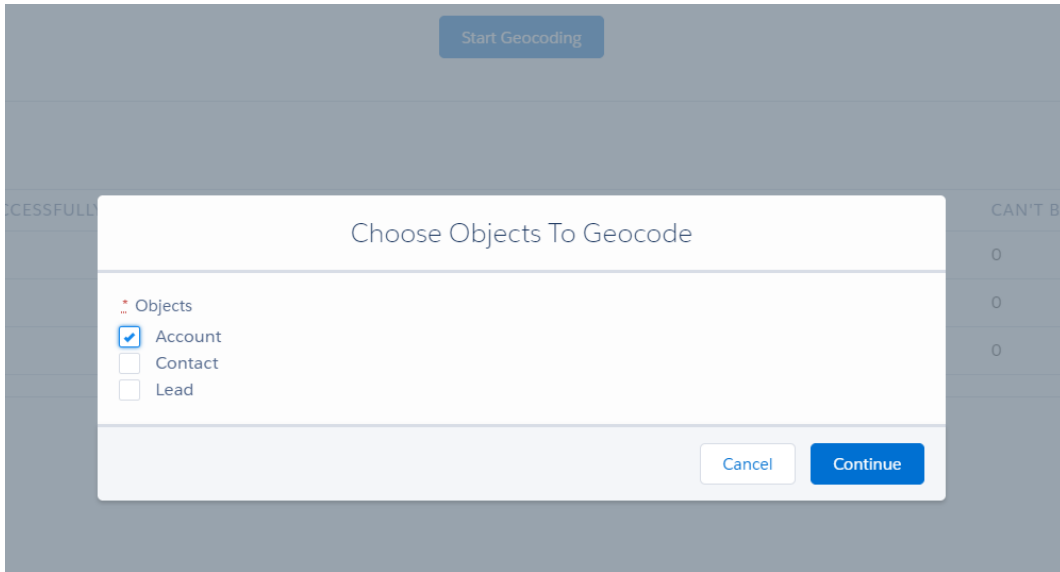 Start Geocoding
CCESSFULLY
CAN'T B
Choose Objects To Geocode
0
* Objects
0
Account
0
Contact
Lead
Cancel Continue